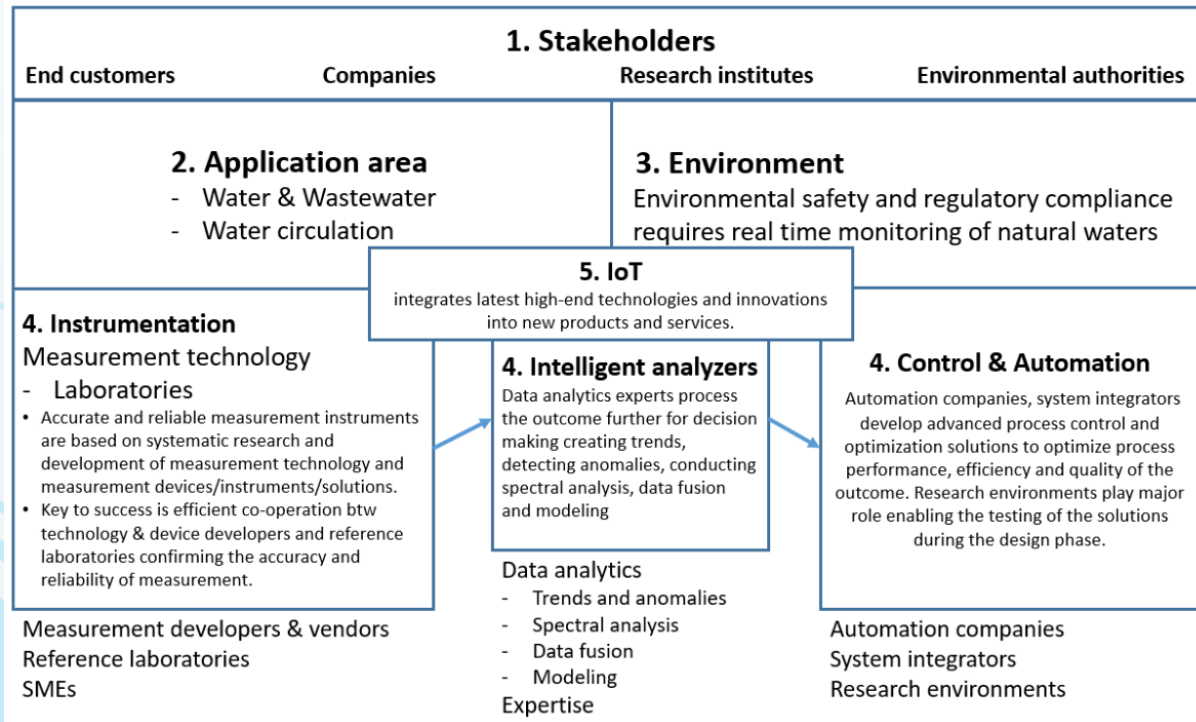 1. Stakeholders
End customers Companies Research institutes Environmental authorities
2. Application area
- Water & Wastewater
- Water circulation
3. Environment
Environmental safety and regulatory compliance
requires real time monitoring of natural waters
5. IoT
integrates latest high-end technologies and innovations
into new products and services.
4. Instrumentation
Measurement technology
- Laboratories
• Accurate and reliable measurement instruments
are based on systematic research and
development of measurement technology and
measurement devices/instruments/solutions.
• Key to success is efficient co-operation btw
technology & device developers and reference
laboratories confirming the accuracy and
reliability of measurement.
Measurement developers & vendors
Reference laboratories
SMEs
4. Intelligent analyzers
Data analytics experts process
the outcome further for decision
making creating trends,
detecting anomalies, conducting
spectral analysis, data fusion
and modeling
Data analytics
- Trends and anomalies
- Spectral analysis
- Data fusion
- Modeling
Expertise
4. Control & Automation
Automation companies, system integrators
develop advanced process control and
optimization solutions to optimize process
performance, efficiency and quality of the
outcome. Research environments play major
role enabling the testing of the solutions
during the design phase.
Automation companies
System integrators
Research environments